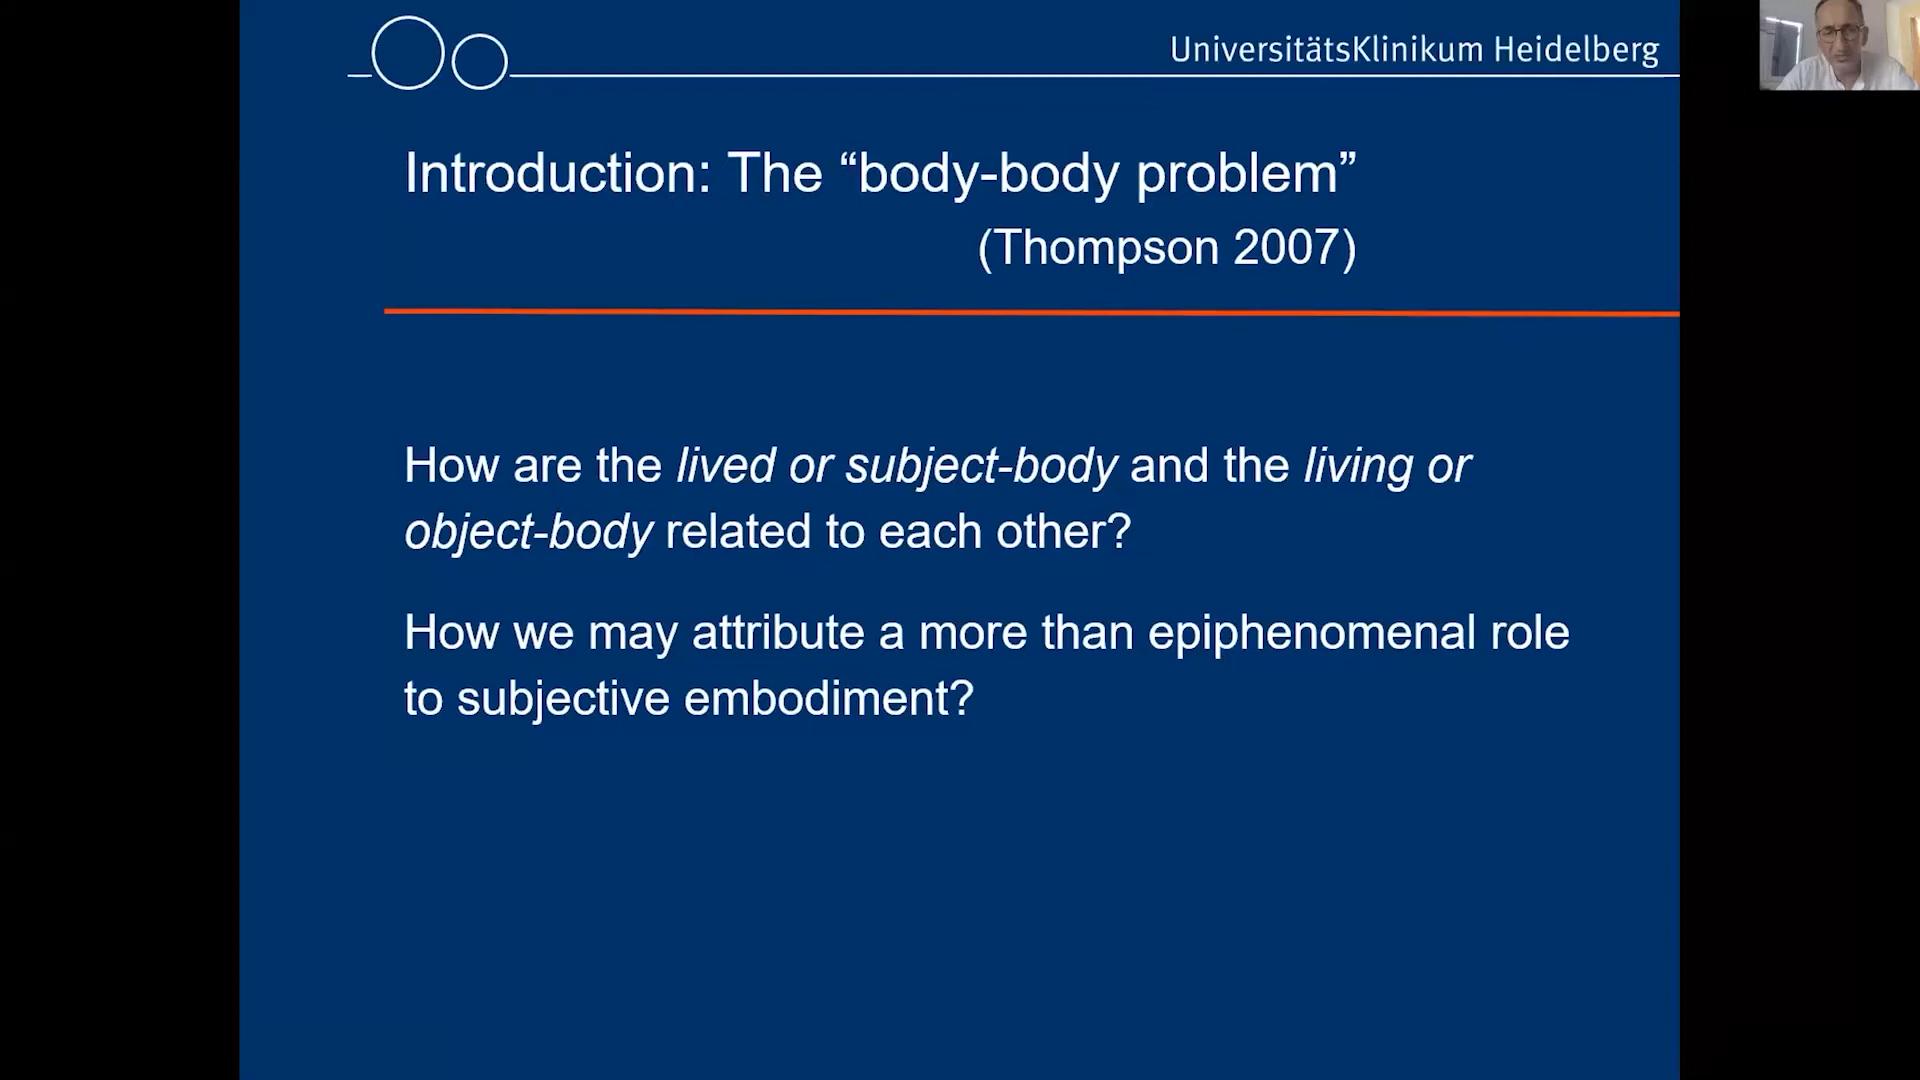 UniversitätsKlinikum Heidelberg
Introduction: The “body-body problem”
(Thompson 2007)
How are the lived or subject-body and the living or
object-body related to each other?
How we may attribute a more than epiphenomenal role
to subjective embodiment?